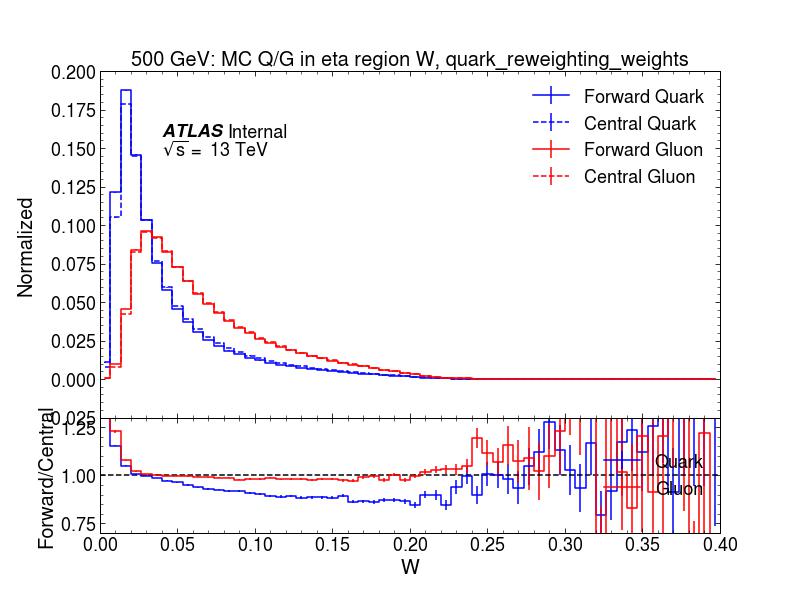 500 GeV: MC Q/G in eta region W, quark_reweighting_weights
0.200
0.175
0.150
0.125
0.100
0.075
0.050
0.025
0.000
0.025
Normalized
ATLAS Internal
√s = 13 TeV
Forward Quark
Central Quark
Forward Gluon
Central Gluon
1.25
1.00
0.75
Forward/Central
Quark
Gluon
0.00 0.05 0.10 0.15 0.20 0.25 0.30 0.35 0.40
W